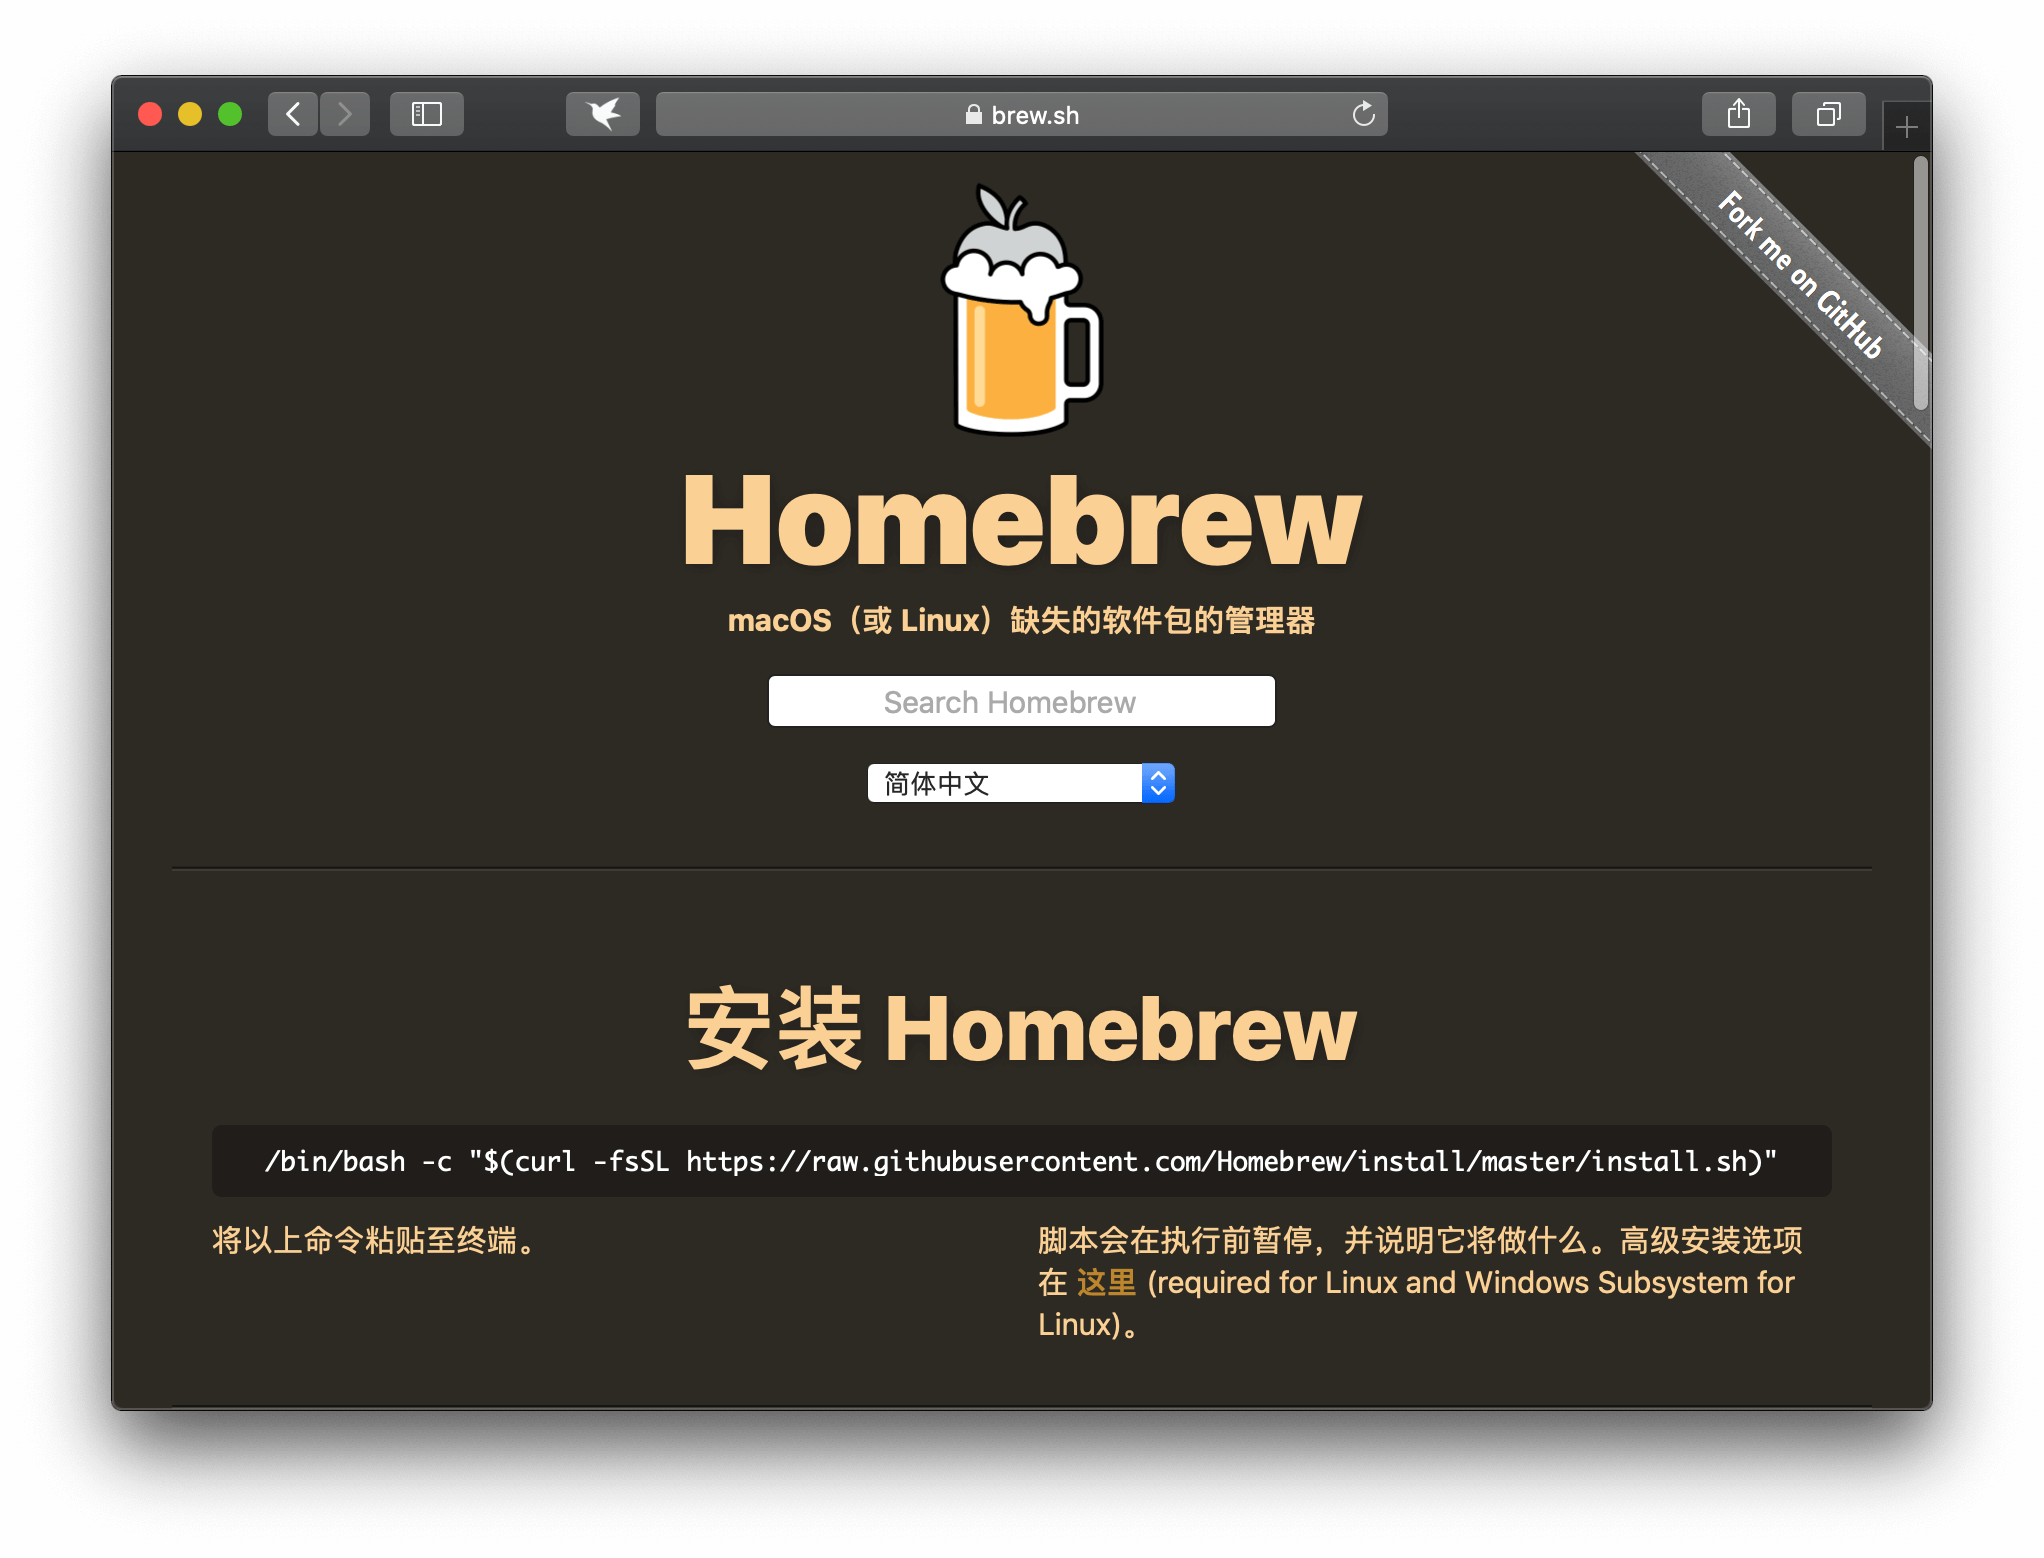 brew.sh
Fork me on GitHub
Homebrew
macOS（或 Linux）缺失的软件包的管理器
Search Homebrew
简体中文
安装 Homebrew
/bin/bash -c "$(curl -fsSL https://raw.githubusercontent.com/Homebrew/install/master/install.sh)"
将以上命令粘贴至终端。
脚本会在执行前暂停，并说明它将做什么。高级安装选项
在 这里 (required for Linux and Windows Subsystem for
Linux)。